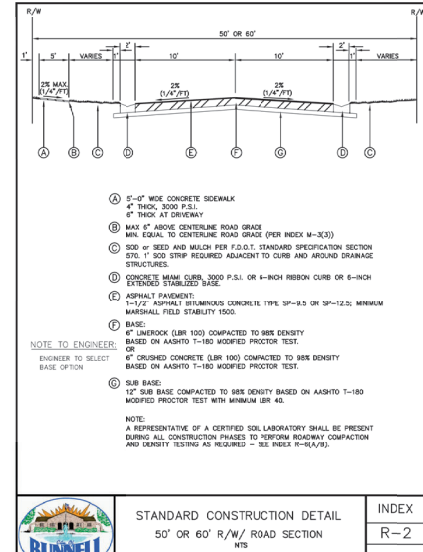 R/W
R/W
50' OR 60'
2'
2'
1'
5'
VARIES
1'
10'
10'
1'
VARIES
2% MAX.
(1/4"/FT)
2%
(1/4"/FT)
2%
(1/4"/FT)
A
B
C
D
E
F
G
D
C
A 5'-0" WIDE CONCRETE SIDEWALK
4" THICK, 3000 P.S.I.
6" THICK AT DRIVEWAY
B MAX 6" ABOVE CENTERLINE ROAD GRADE
MIN. EQUAL TO CENTERLINE ROAD GRADE (PER INDEX M-3(3))
C SOD or SEED AND MULCH PER F.D.O.T. STANDARD SPECIFICATION SECTION
570. 1' SOD STRIP REQUIRED ADJACENT TO CURB AND AROUND DRAINAGE
STRUCTURES.
D CONCRETE MIAMI CURB, 3000 P.S.I. OR 4-INCH RIBBON CURB OR 6-INCH
EXTENDED STABILIZED BASE.
E ASPHALT PAVEMENT:
1-1/2" ASPHALT BITUMINOUS CONCRETE TYPE SP-9.5 OR SP-12.5; MINIMUM
MARSHALL FIELD STABILITY 1500.
F BASE:
6" LIMEROCK (LBR 100) COMPACTED TO 98% DENSITY
BASED ON AASHTO T-180 MODIFIED PROCTOR TEST.
OR
6" CRUSHED CONCRETE (LBR 100) COMPACTED TO 98% DENSITY
BASED ON AASHTO T-180 MODIFIED PROCTOR TEST.
NOTE TO ENGINEER:
ENGINEER TO SELECT
BASE OPTION
G SUB BASE:
12" SUB BASE COMPACTED TO 98% DENSITY BASED ON AASHTO T-180
MODIFIED PROCTOR TEST WITH MINIMUM LBR 40.
NOTE:
A REPRESENTATIVE OF A CERTIFIED SOIL LABORATORY SHALL BE PRESENT
DURING ALL CONSTRUCTION PHASES TO PERFORM ROADWAY COMPACTION
AND DENSITY TESTING AS REQUIRED - SEE INDEX R-6(A/B).
BUNNELL
STANDARD CONSTRUCTION DETAIL
50' OR 60' R/W/ ROAD SECTION
NTS
INDEX
R-2